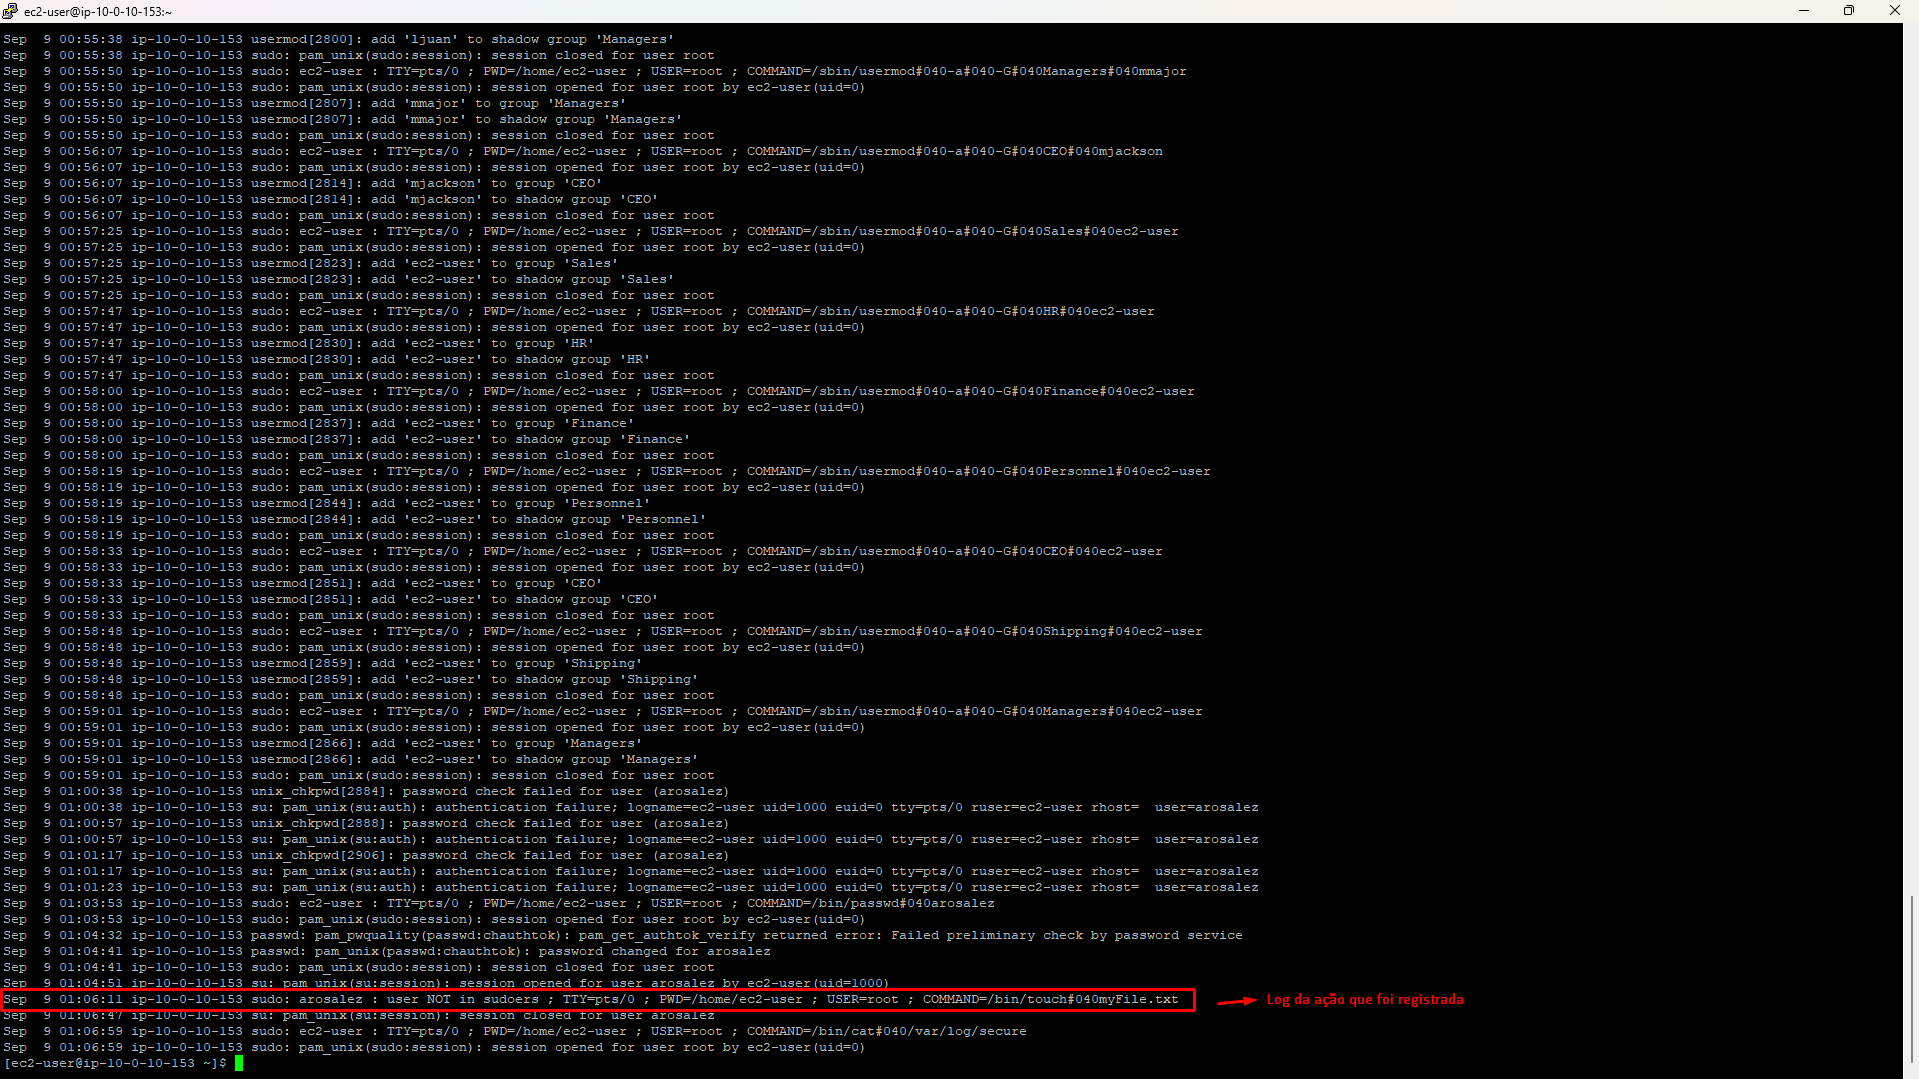 ec2-user@ip-10-0-10-153:~
Sep  9 00:55:38 ip-10-0-10-153 usermod[2800]: add 'ljuan' to shadow group 'Managers'
Sep  9 00:55:38 ip-10-0-10-153 sudo: pam_unix(sudo:session): session closed for user root
Sep  9 00:55:50 ip-10-0-10-153 sudo: ec2-user : TTY=pts/0 ; PWD=/home/ec2-user ; USER=root ; COMMAND=/sbin/usermod#040-a#040-G#040Managers#040mmajor
Sep  9 00:55:50 ip-10-0-10-153 sudo: pam_unix(sudo:session): session opened for user root by ec2-user(uid=0)
Sep  9 00:55:50 ip-10-0-10-153 usermod[2807]: add 'mmajor' to group 'Managers'
Sep  9 00:55:50 ip-10-0-10-153 usermod[2807]: add 'mmajor' to shadow group 'Managers'
Sep  9 00:55:50 ip-10-0-10-153 sudo: pam_unix(sudo:session): session closed for user root
Sep  9 00:56:07 ip-10-0-10-153 sudo: ec2-user : TTY=pts/0 ; PWD=/home/ec2-user ; USER=root ; COMMAND=/sbin/usermod#040-a#040-G#040CEO#040mjackson
Sep  9 00:56:07 ip-10-0-10-153 sudo: pam_unix(sudo:session): session opened for user root by ec2-user(uid=0)
Sep  9 00:56:07 ip-10-0-10-153 usermod[2814]: add 'mjackson' to group 'CEO'
Sep  9 00:56:07 ip-10-0-10-153 usermod[2814]: add 'mjackson' to shadow group 'CEO'
Sep  9 00:56:07 ip-10-0-10-153 sudo: pam_unix(sudo:session): session closed for user root
Sep  9 00:57:25 ip-10-0-10-153 sudo: ec2-user : TTY=pts/0 ; PWD=/home/ec2-user ; USER=root ; COMMAND=/sbin/usermod#040-a#040-G#040Sales#040ec2-user
Sep  9 00:57:25 ip-10-0-10-153 sudo: pam_unix(sudo:session): session opened for user root by ec2-user(uid=0)
Sep  9 00:57:25 ip-10-0-10-153 usermod[2823]: add 'ec2-user' to group 'Sales'
Sep  9 00:57:25 ip-10-0-10-153 usermod[2823]: add 'ec2-user' to shadow group 'Sales'
Sep  9 00:57:25 ip-10-0-10-153 sudo: pam_unix(sudo:session): session closed for user root
Sep  9 00:57:47 ip-10-0-10-153 sudo: ec2-user : TTY=pts/0 ; PWD=/home/ec2-user ; USER=root ; COMMAND=/sbin/usermod#040-a#040-G#040HR#040ec2-user
Sep  9 00:57:47 ip-10-0-10-153 sudo: pam_unix(sudo:session): session opened for user root by ec2-user(uid=0)
Sep  9 00:57:47 ip-10-0-10-153 usermod[2830]: add 'ec2-user' to group 'HR'
Sep  9 00:57:47 ip-10-0-10-153 usermod[2830]: add 'ec2-user' to shadow group 'HR'
Sep  9 00:57:47 ip-10-0-10-153 sudo: pam_unix(sudo:session): session closed for user root
Sep  9 00:58:00 ip-10-0-10-153 sudo: ec2-user : TTY=pts/0 ; PWD=/home/ec2-user ; USER=root ; COMMAND=/sbin/usermod#040-a#040-G#040Finance#040ec2-user
Sep  9 00:58:00 ip-10-0-10-153 sudo: pam_unix(sudo:session): session opened for user root by ec2-user(uid=0)
Sep  9 00:58:00 ip-10-0-10-153 usermod[2837]: add 'ec2-user' to group 'Finance'
Sep  9 00:58:00 ip-10-0-10-153 usermod[2837]: add 'ec2-user' to shadow group 'Finance'
Sep  9 00:58:00 ip-10-0-10-153 sudo: pam_unix(sudo:session): session closed for user root
Sep  9 00:58:19 ip-10-0-10-153 sudo: ec2-user : TTY=pts/0 ; PWD=/home/ec2-user ; USER=root ; COMMAND=/sbin/usermod#040-a#040-G#040Personnel#040ec2-user
Sep  9 00:58:19 ip-10-0-10-153 sudo: pam_unix(sudo:session): session opened for user root by ec2-user(uid=0)
Sep  9 00:58:19 ip-10-0-10-153 usermod[2844]: add 'ec2-user' to group 'Personnel'
Sep  9 00:58:19 ip-10-0-10-153 usermod[2844]: add 'ec2-user' to shadow group 'Personnel'
Sep  9 00:58:19 ip-10-0-10-153 sudo: pam_unix(sudo:session): session closed for user root
Sep  9 00:58:33 ip-10-0-10-153 sudo: ec2-user : TTY=pts/0 ; PWD=/home/ec2-user ; USER=root ; COMMAND=/sbin/usermod#040-a#040-G#040CEO#040ec2-user
Sep  9 00:58:33 ip-10-0-10-153 sudo: pam_unix(sudo:session): session opened for user root by ec2-user(uid=0)
Sep  9 00:58:33 ip-10-0-10-153 usermod[2851]: add 'ec2-user' to group 'CEO'
Sep  9 00:58:33 ip-10-0-10-153 usermod[2851]: add 'ec2-user' to shadow group 'CEO'
Sep  9 00:58:33 ip-10-0-10-153 sudo: pam_unix(sudo:session): session closed for user root
Sep  9 00:58:48 ip-10-0-10-153 sudo: ec2-user : TTY=pts/0 ; PWD=/home/ec2-user ; USER=root ; COMMAND=/sbin/usermod#040-a#040-G#040Shipping#040ec2-user
Sep  9 00:58:48 ip-10-0-10-153 sudo: pam_unix(sudo:session): session opened for user root by ec2-user(uid=0)
Sep  9 00:58:48 ip-10-0-10-153 usermod[2859]: add 'ec2-user' to group 'Shipping'
Sep  9 00:58:48 ip-10-0-10-153 usermod[2859]: add 'ec2-user' to shadow group 'Shipping'
Sep  9 00:58:48 ip-10-0-10-153 sudo: pam_unix(sudo:session): session closed for user root
Sep  9 00:59:01 ip-10-0-10-153 sudo: ec2-user : TTY=pts/0 ; PWD=/home/ec2-user ; USER=root ; COMMAND=/sbin/usermod#040-a#040-G#040Managers#040ec2-user
Sep  9 00:59:01 ip-10-0-10-153 sudo: pam_unix(sudo:session): session opened for user root by ec2-user(uid=0)
Sep  9 00:59:01 ip-10-0-10-153 usermod[2866]: add 'ec2-user' to group 'Managers'
Sep  9 00:59:01 ip-10-0-10-153 usermod[2866]: add 'ec2-user' to shadow group 'Managers'
Sep  9 00:59:01 ip-10-0-10-153 sudo: pam_unix(sudo:session): session closed for user root
Sep  9 01:00:38 ip-10-0-10-153 unix_chkpwd[2884]: password check failed for user (arosalez)
Sep  9 01:00:38 ip-10-0-10-153 su: pam_unix(su:auth): authentication failure; logname=ec2-user uid=1000 euid=0 tty=pts/0 ruser=ec2-user rhost=  user=arosalez
Sep  9 01:00:57 ip-10-0-10-153 unix_chkpwd[2888]: password check failed for user (arosalez)
Sep  9 01:00:57 ip-10-0-10-153 su: pam_unix(su:auth): authentication failure; logname=ec2-user uid=1000 euid=0 tty=pts/0 ruser=ec2-user rhost=  user=arosalez
Sep  9 01:01:17 ip-10-0-10-153 unix_chkpwd[2906]: password check failed for user (arosalez)
Sep  9 01:01:17 ip-10-0-10-153 su: pam_unix(su:auth): authentication failure; logname=ec2-user uid=1000 euid=0 tty=pts/0 ruser=ec2-user rhost=  user=arosalez
Sep  9 01:01:23 ip-10-0-10-153 su: pam_unix(su:auth): authentication failure; logname=ec2-user uid=1000 euid=0 tty=pts/0 ruser=ec2-user rhost=  user=arosalez
Sep  9 01:03:53 ip-10-0-10-153 sudo: ec2-user : TTY=pts/0 ; PWD=/home/ec2-user ; USER=root ; COMMAND=/bin/passwd#040arosalez
Sep  9 01:03:53 ip-10-0-10-153 sudo: pam_unix(sudo:session): session opened for user root by ec2-user(uid=0)
Sep  9 01:04:32 ip-10-0-10-153 passwd: pam_pwquality(passwd:chauthtok): pam_get_authtok_verify returned error: Failed preliminary check by password service
Sep  9 01:04:41 ip-10-0-10-153 passwd: pam_unix(passwd:chauthtok): password changed for arosalez
Sep  9 01:04:41 ip-10-0-10-153 sudo: pam_unix(sudo:session): session closed for user root
Sep  9 01:04:51 ip-10-0-10-153 su: pam_unix(su:session): session opened for user arosalez by ec2-user(uid=1000)
Sep  9 01:06:11 ip-10-0-10-153 sudo: arosalez : user NOT in sudoers ; TTY=pts/0 ; PWD=/home/ec2-user ; USER=root ; COMMAND=/bin/touch#040myFile.txt Log da ação que foi registrada
Sep  9 01:06:47 ip-10-0-10-153 su: pam_unix(su:session): session closed for user arosalez
Sep  9 01:06:59 ip-10-0-10-153 sudo: ec2-user : TTY=pts/0 ; PWD=/home/ec2-user ; USER=root ; COMMAND=/bin/cat#040/var/log/secure
Sep  9 01:06:59 ip-10-0-10-153 sudo: pam_unix(sudo:session): session opened for user root by ec2-user(uid=0)
[ec2-user@ip-10-0-10-153 ~]$